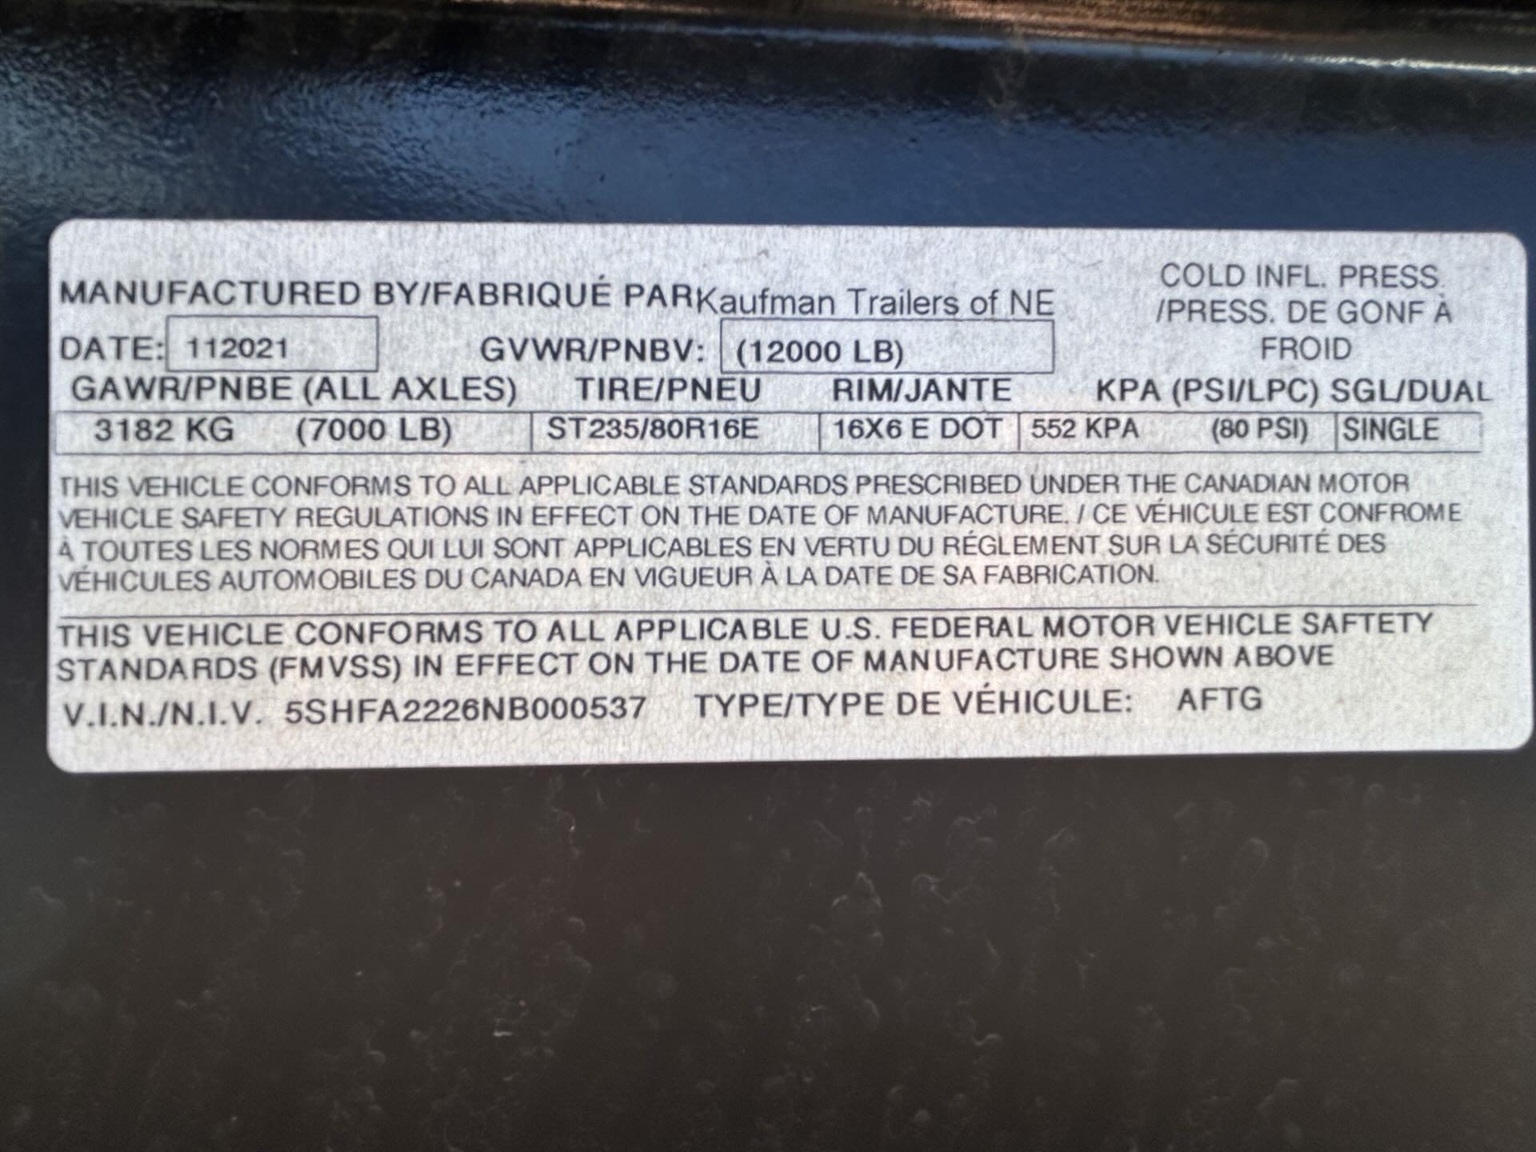 MANUFACTURED BY/FABRIQUÉ PAR Kaufman Trailers of NE
COLD INFL. PRESS.
/PRESS. DE GONF À
FROID
DATE: 112021 GVWR/PNBV: (12000 LB)
GAWR/PNBE (ALL AXLES) TIRE/PNEU RIM/JANTE KPA (PSI/LPC) SGL/DUAL
3182 KG (7000 LB) ST235/80R16E 16X6 E DOT 552 KPA (80 PSI) SINGLE
THIS VEHICLE CONFORMS TO ALL APPLICABLE STANDARDS PRESCRIBED UNDER THE CANADIAN MOTOR
VEHICLE SAFETY REGULATIONS IN EFFECT ON THE DATE OF MANUFACTURE. / CE VÉHICULE EST CONFROME
À TOUTES LES NORMES QUI LUI SONT APPLICABLES EN VERTU DU RÉGLEMENT SUR LA SÉCURITÉ DES
VÉHICULES AUTOMOBILES DU CANADA EN VIGUEUR À LA DATE DE SA FABRICATION.
THIS VEHICLE CONFORMS TO ALL APPLICABLE U.S. FEDERAL MOTOR VEHICLE SAFTETY
STANDARDS (FMVSS) IN EFFECT ON THE DATE OF MANUFACTURE SHOWN ABOVE
V.I.N./N.I.V. 5SHFA2226NB000537 TYPE/TYPE DE VÉHICULE: AFTG